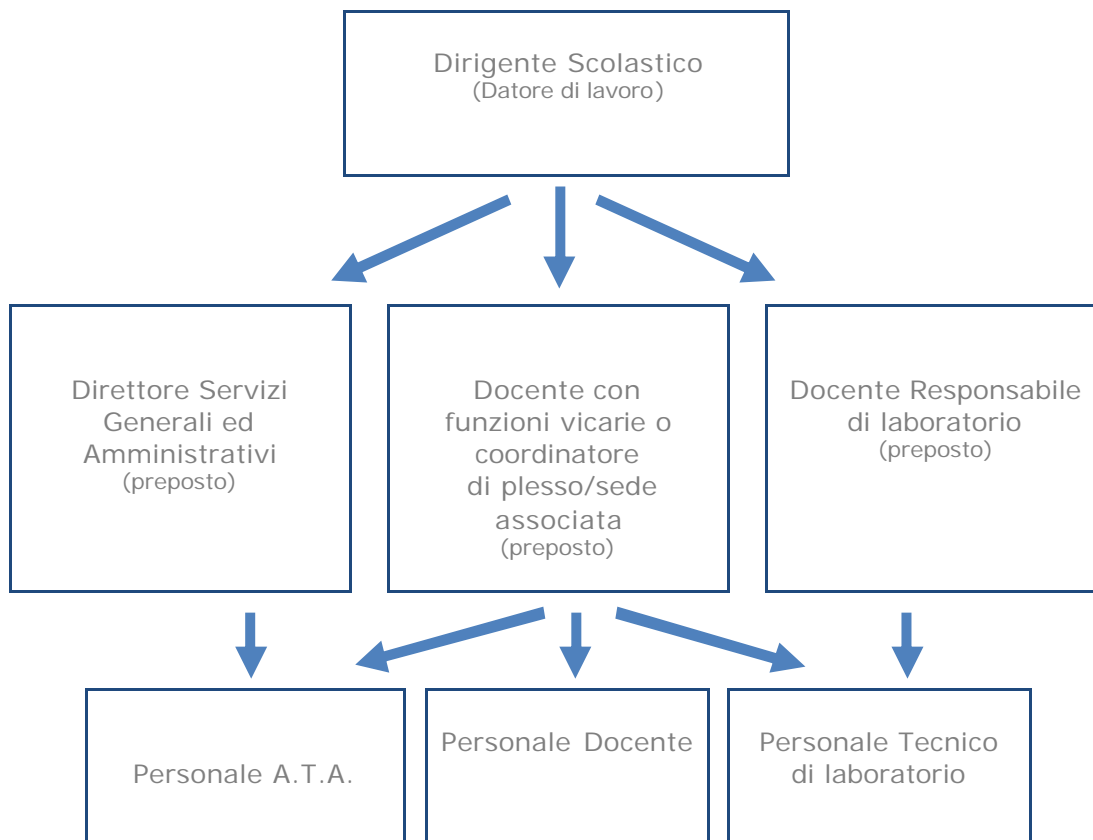 Dirigente Scolastico
(Datore di lavoro)
Direttore Servizi
Generali ed
Amministrativi
(preposto)
Docente con
funzioni vicarie o
coordinatore
di plesso/sede
associata
(preposto)
Docente Responsabile
di laboratorio
(preposto)
Personale A.T.A.
Personale Docente
Personale Tecnico
di laboratorio